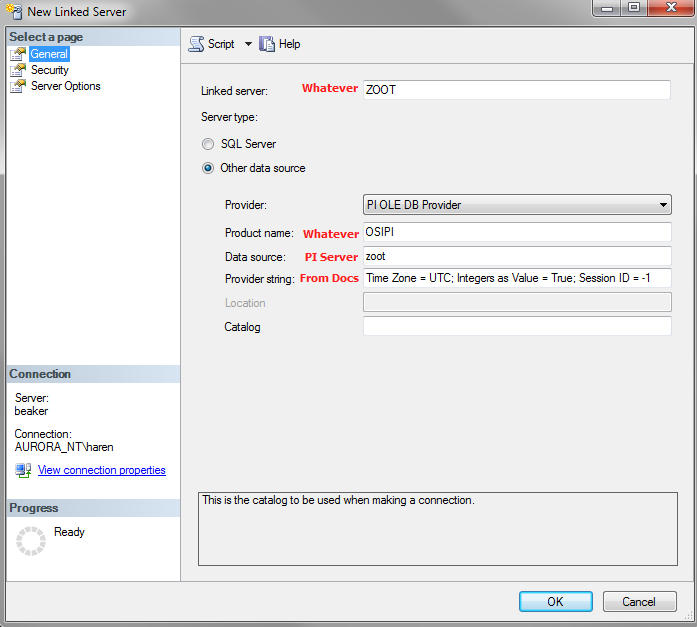 New Linked Server
Select a page
General
Security
Server Options
Script Help
Linked server: Whatever ZOOT
Server type:
SQL Server
Other data source
Provider: PI OLE DB Provider
Product name: Whatever OSIPI
Data source: PI Server zoot
Provider string: From Docs Time Zone = UTC; Integers as Value = True; Session ID = -1
Location
Catalog
Connection
Server:
beaker
Connection:
AURORA_NT\haren
View connection properties
Progress
Ready
This is the catalog to be used when making a connection.
OK Cancel